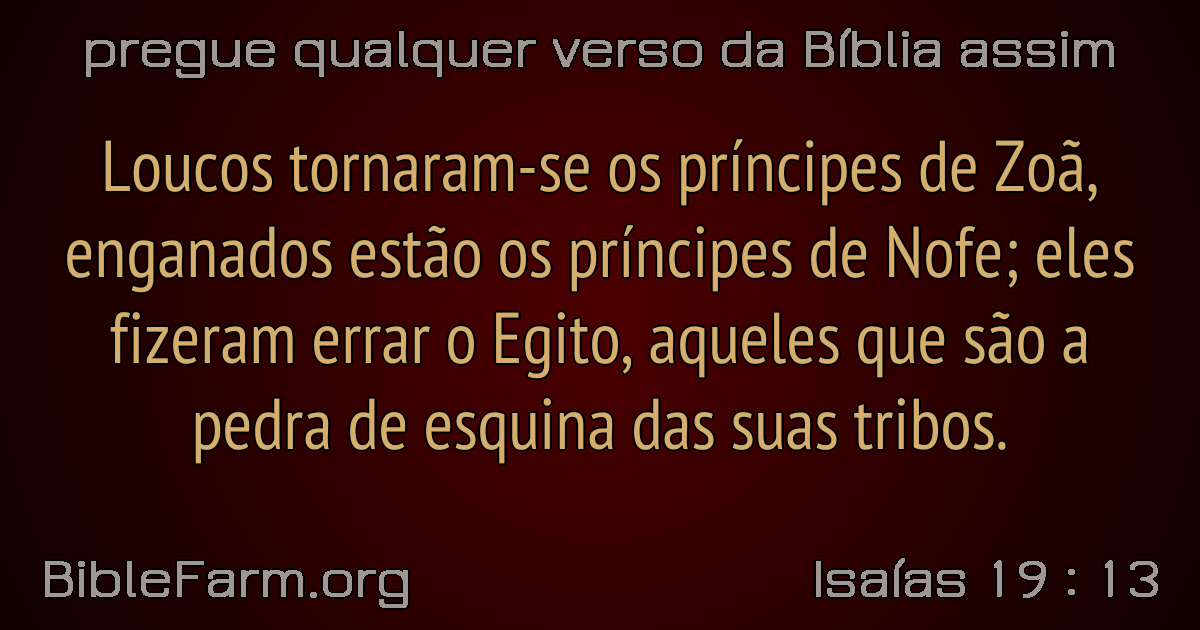 pregue qualquer verso da Bíblia assim
Loucos tornaram-se os príncipes de Zoã,
enganados estão os príncipes de Nofe; eles
fizeram errar o Egito, aqueles que são a
pedra de esquina das suas tribos.
BibleFarm.org
Isaías 19 : 13